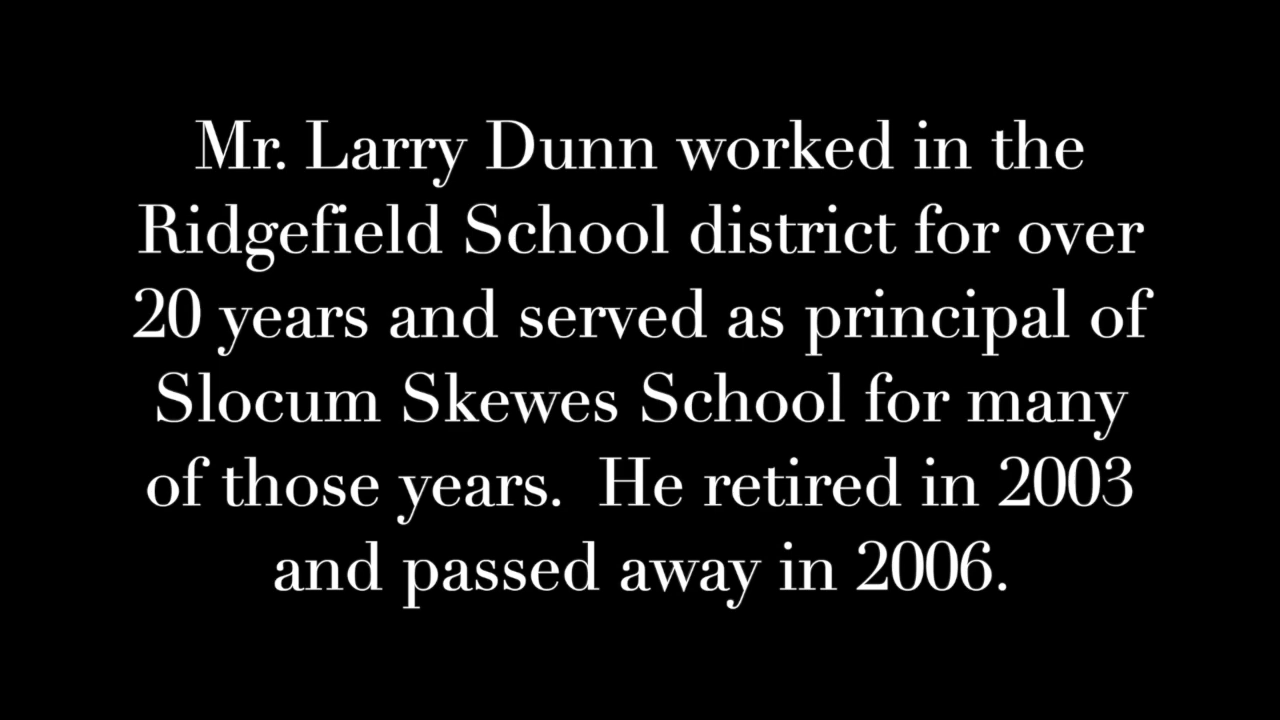 Mr. Larry Dunn worked in the
Ridgefield School district for over
20 years and served as principal of
Slocum Skewes School for many
of those years.  He retired in 2003
and passed away in 2006.